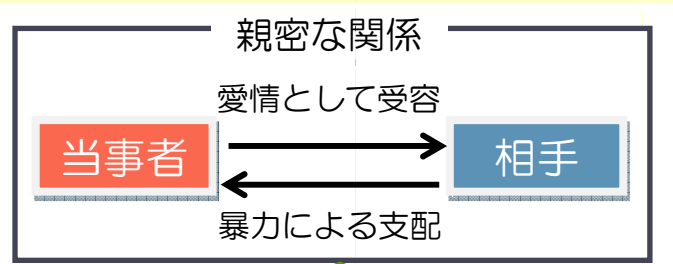 親密な関係
愛情として受容
当事者
相手
暴力による支配